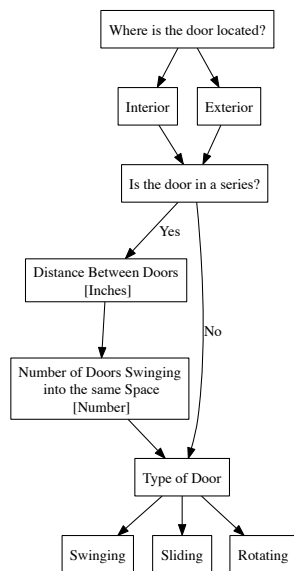 Where is the door located?
Interior
Exterior
Is the door in a series?
Yes
Distance Between Doors
[Inches]
No
Number of Doors Swinging
into the same Space
[Number]
Type of Door
Swinging
Sliding
Rotating